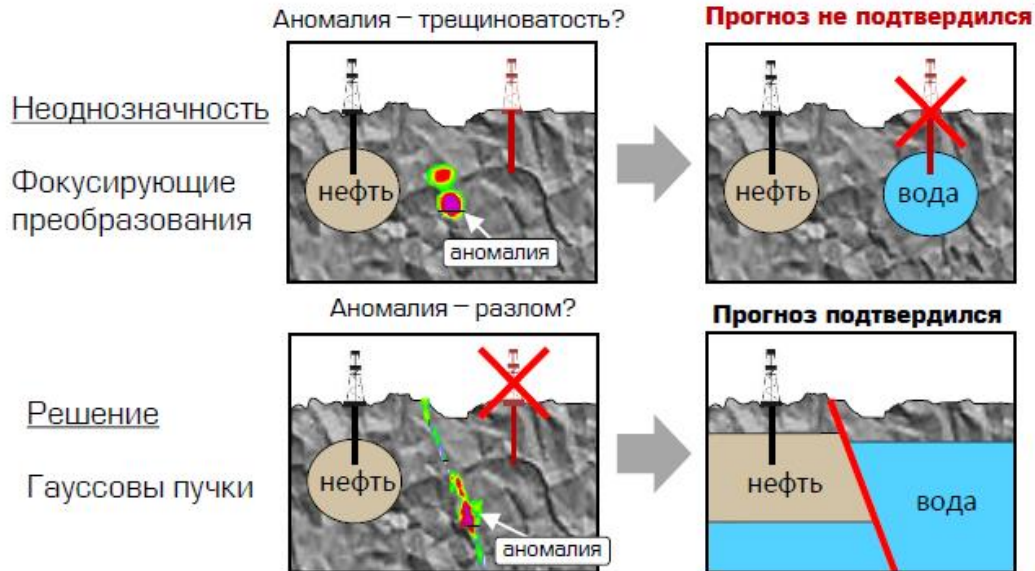 Аномалия – трещиноватость?
Прогноз не подтвердился
Неоднозначность
Фокусирующие
преобразования
нефть
аномалия
нефть
вода
Аномалия – разлом?
Прогноз подтвердился
Решение
Гауссовы пучки
нефть
аномалия
нефть
вода